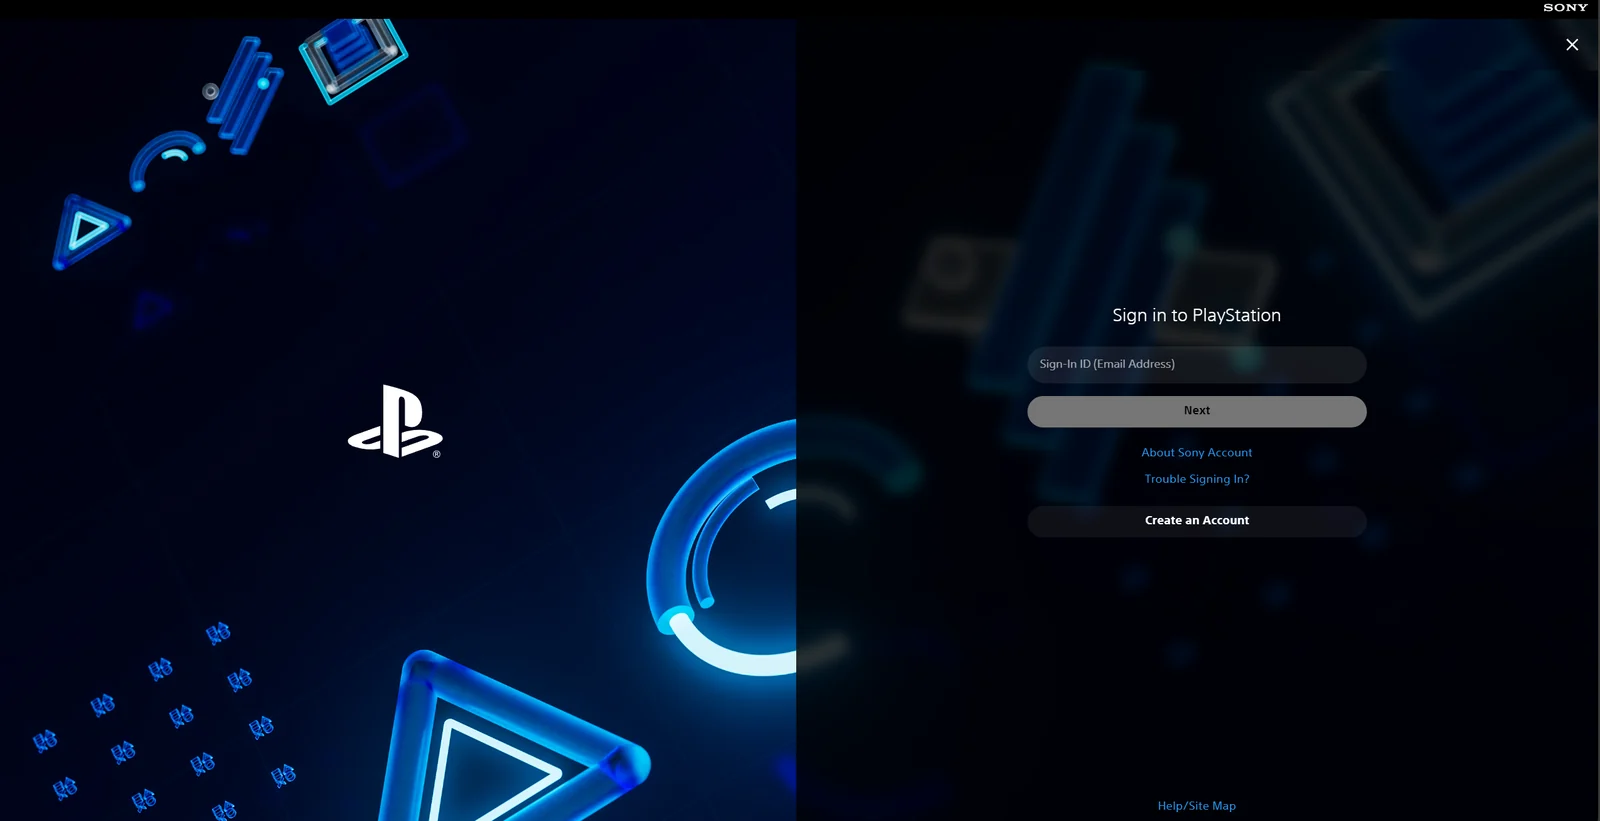 SONY
Sign in to PlayStation
Sign-In ID (Email Address)
Next
About Sony Account
Trouble Signing In?
Create an Account
Help/Site Map
®